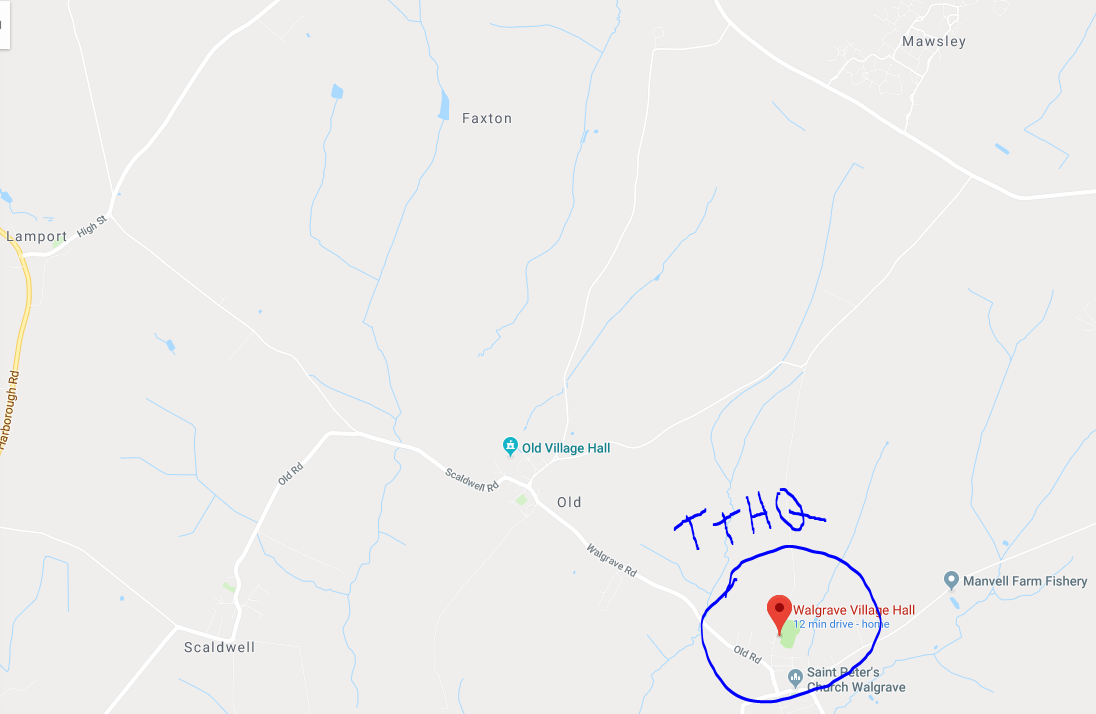 Mawsley
Faxton
High St
Lamport
Harborough Rd
Old Village Hall
Old Rd
Scaldwell Rd
Old
TTHQ
Walgrave Rd
Manvell Farm Fishery
Walgrave Village Hall
12 min drive - home
Scaldwell
Old Rd
Saint Peter's
Church Walgrave